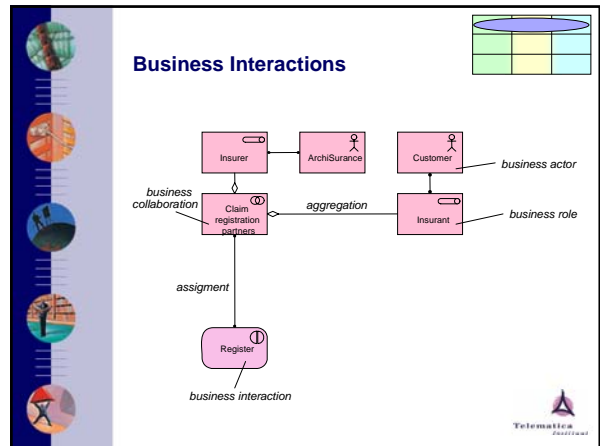 Business Interactions
Insurer
ArchiSurance
Customer
business actor
business
collaboration
Claim
registration
partners
aggregation
Insurant
business role
assigment
Register
business interaction
Telematica
Instituut